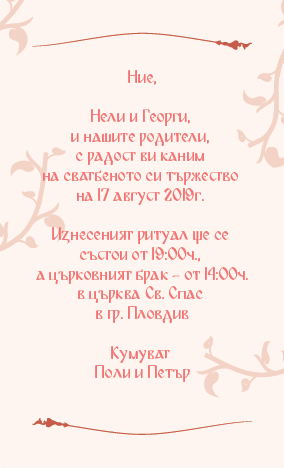 Ние,
Нели и Георги,
и нашите родители,
с радост ви каним
на сватбеното си тържество
на 17 август 2019г.
Изнесеният ритуал ще се
състои от 19:00ч.,
а църковният брак – от 14:00ч.
в църква Св. Спас
в гр. Пловдив
Кумуват
Поли и Петър